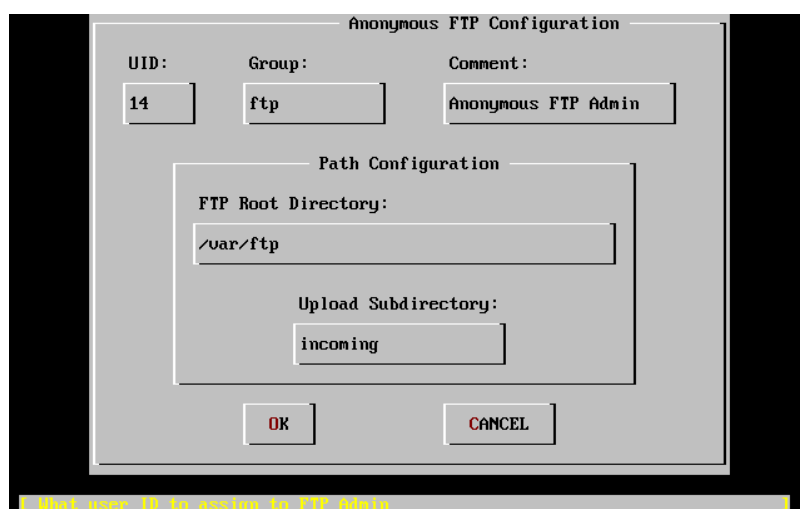 Anonymous FTP Configuration
UID: Group: Comment:
14 ftp Anonymous FTP Admin
Path Configuration
FTP Root Directory:
/var/ftp
Upload Subdirectory:
incoming
OK CANCEL
[ What user ID to assign to FTP Admin ]